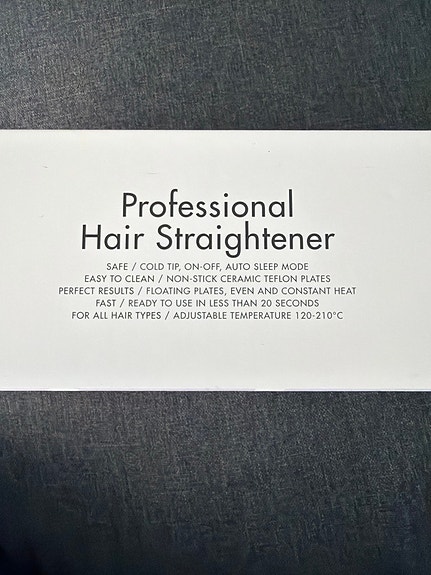 Professional
Hair Straightener
SAFE / COLD TIP, ON-OFF, AUTO SLEEP MODE
EASY TO CLEAN / NON-STICK CERAMIC TEFLON PLATES
PERFECT RESULTS / FLOATING PLATES, EVEN AND CONSTANT HEAT
FAST / READY TO USE IN LESS THAN 20 SECONDS
FOR ALL HAIR TYPES / ADJUSTABLE TEMPERATURE 120-210°C